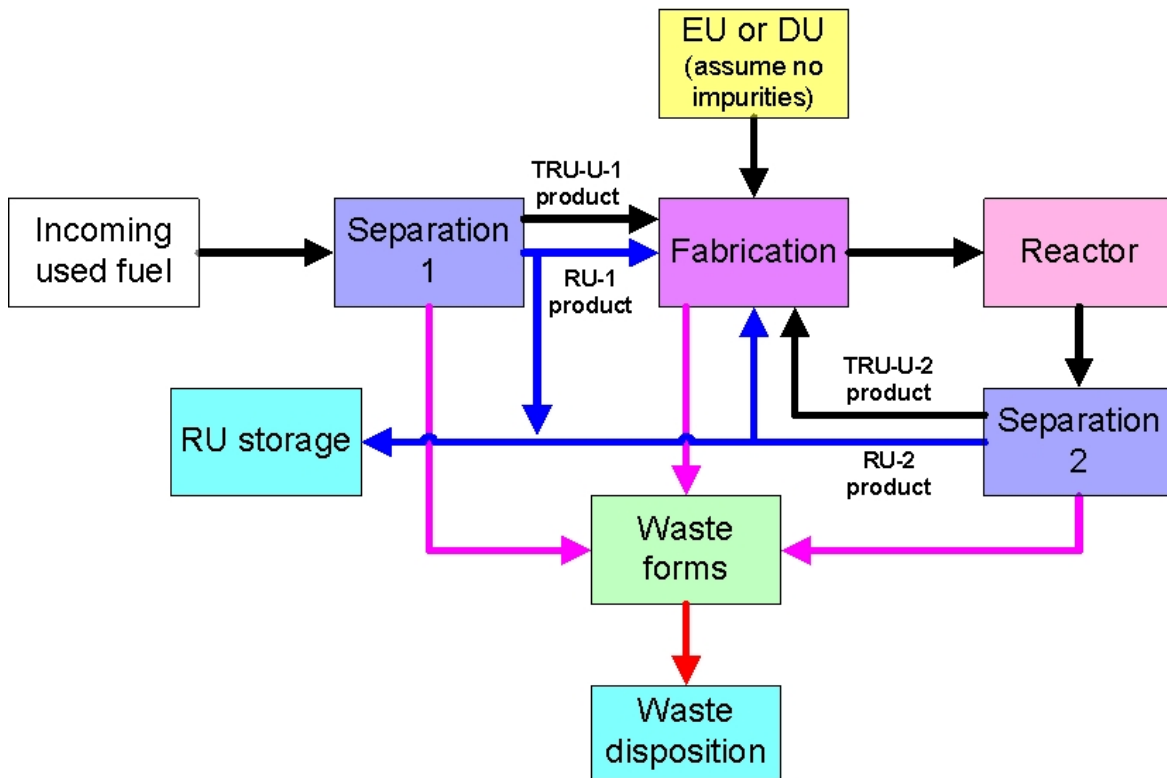 EU or DU
(assume no
impurities)
TRU-U-1
product
Incoming
used fuel
Separation
1
Fabrication
Reactor
RU-1
product
TRU-U-2
product
RU storage
Separation
2
RU-2
product
Waste
forms
Waste
disposition